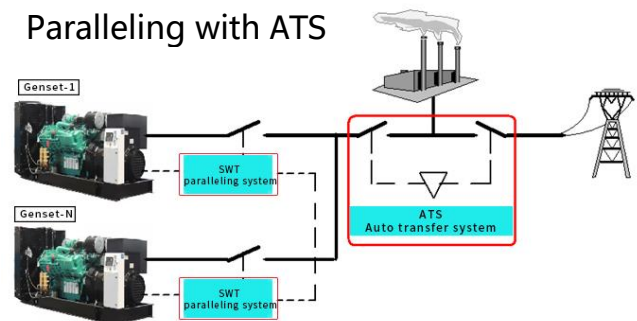 Paralleling with ATS
Genset-1
SWT
paralleling system
ATS
Auto transfer system
Genset-N
SWT
paralleling system